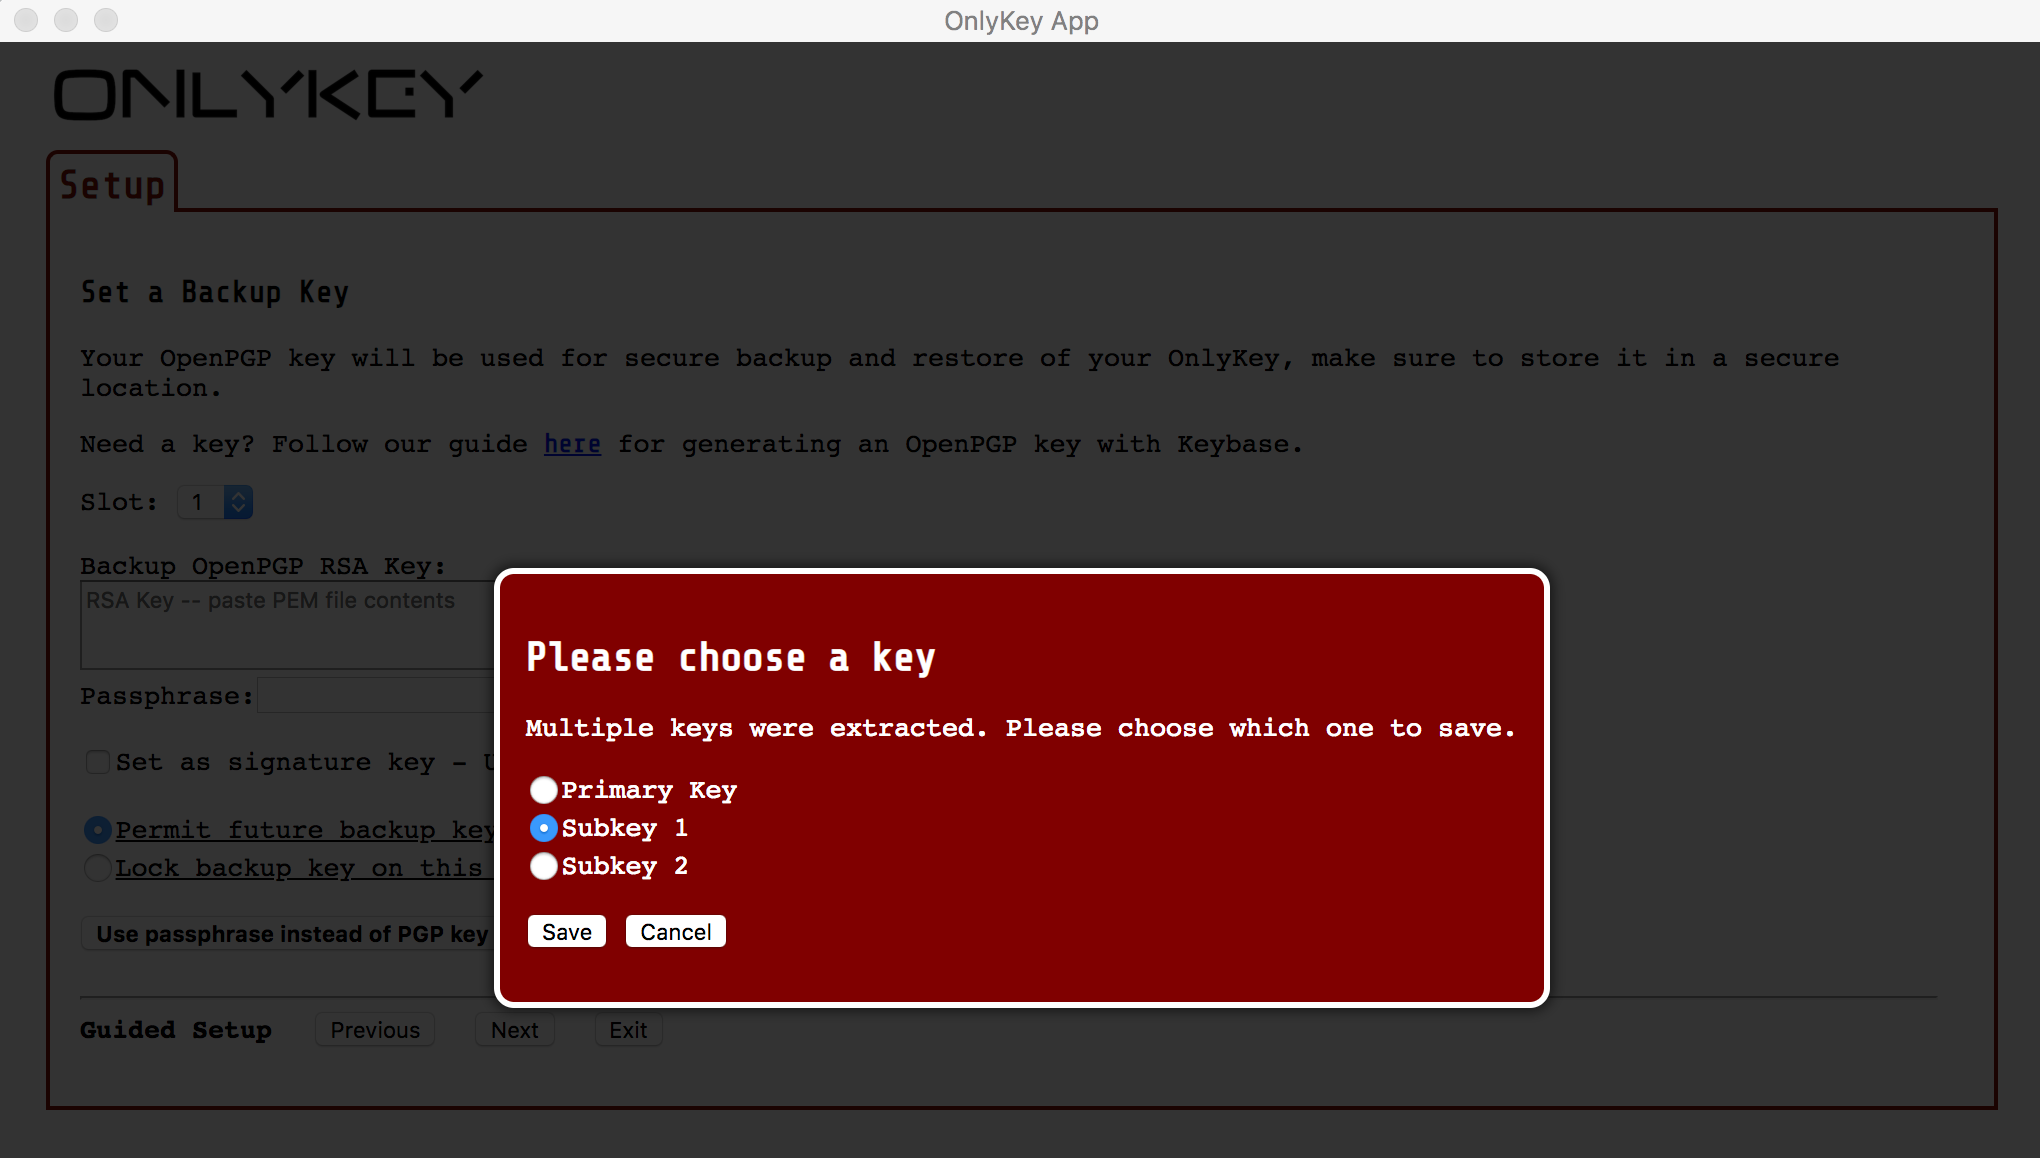 OnlyKey App
ONLYKEY
Setup
Set a Backup Key
Your OpenPGP key will be used for secure backup and restore of your OnlyKey, make sure to store it in a secure
location.
Need a key? Follow our guide here for generating an OpenPGP key with Keybase.
Slot: 1
Backup OpenPGP RSA Key:
RSA Key -- paste PEM file contents
Passphrase:
Set as signature key -
Permit future backup key
Lock backup key on this
Use passphrase instead of PGP key
Please choose a key
Multiple keys were extracted. Please choose which one to save.
Primary Key
Subkey 1
Subkey 2
Save Cancel
Guided Setup Previous Next Exit